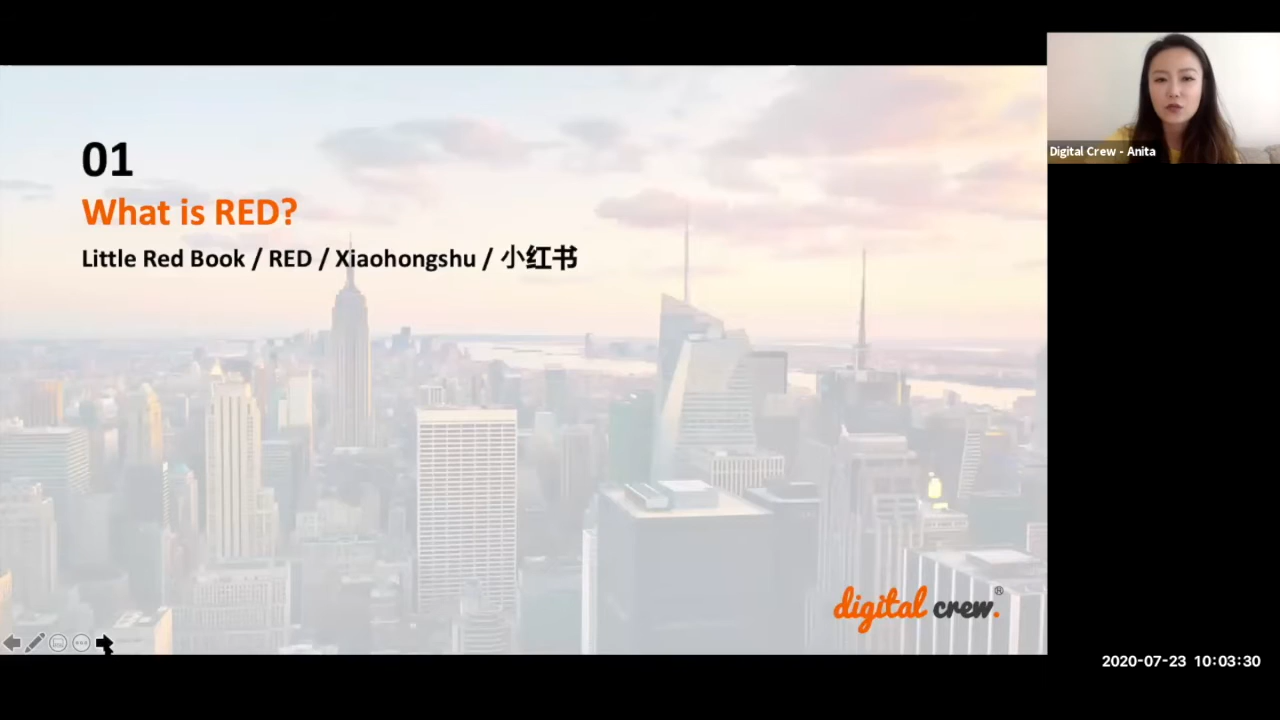 01
What is RED?
Little Red Book / RED / Xiaohongshu / 小红书
digital crew.®
Digital Crew - Anita
2020-07-23 10:03:30